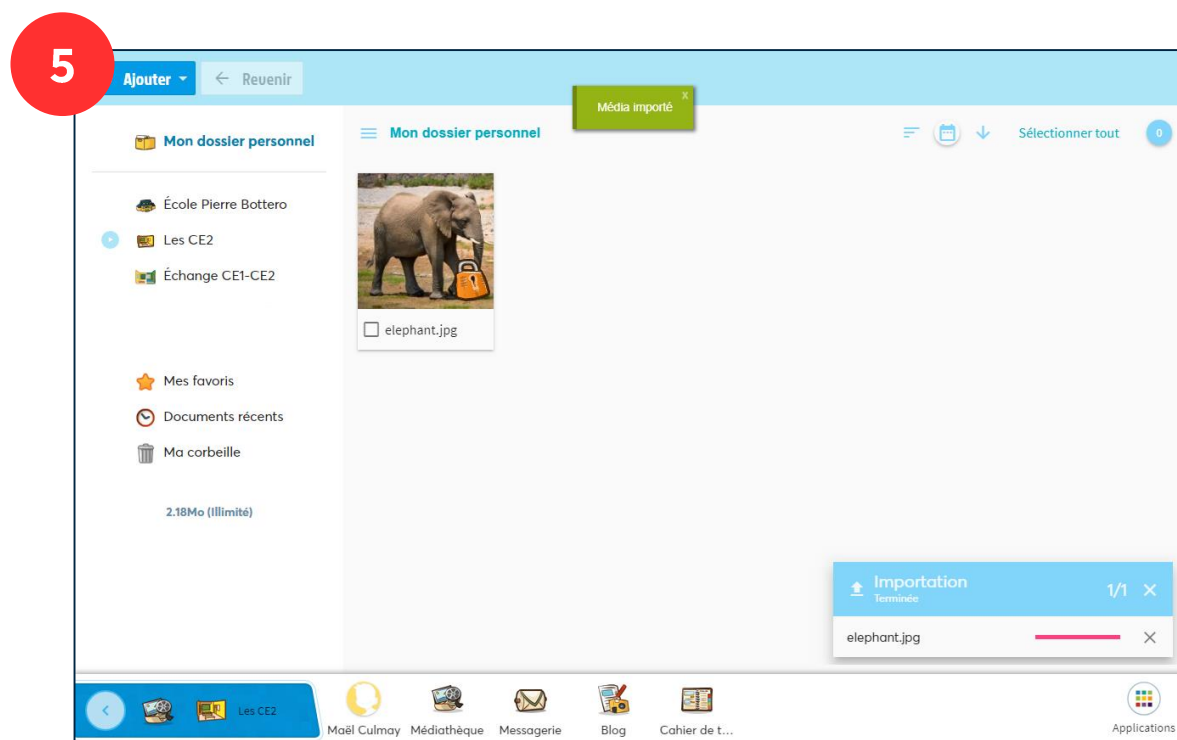 5
Ajouter
Revenir
Média importé
x
Mon dossier personnel
Mon dossier personnel
Sélectionner tout
0
École Pierre Bottero
Les CE2
Échange CE1-CE2
elephant.jpg
Mes favoris
Documents récents
Ma corbeille
2.18Mo (Illimité)
Importation
Terminée
1/1
elephant.jpg
Les CE2
Maël Culmay
Médiathèque
Messagerie
Blog
Cahier de t...
Applications